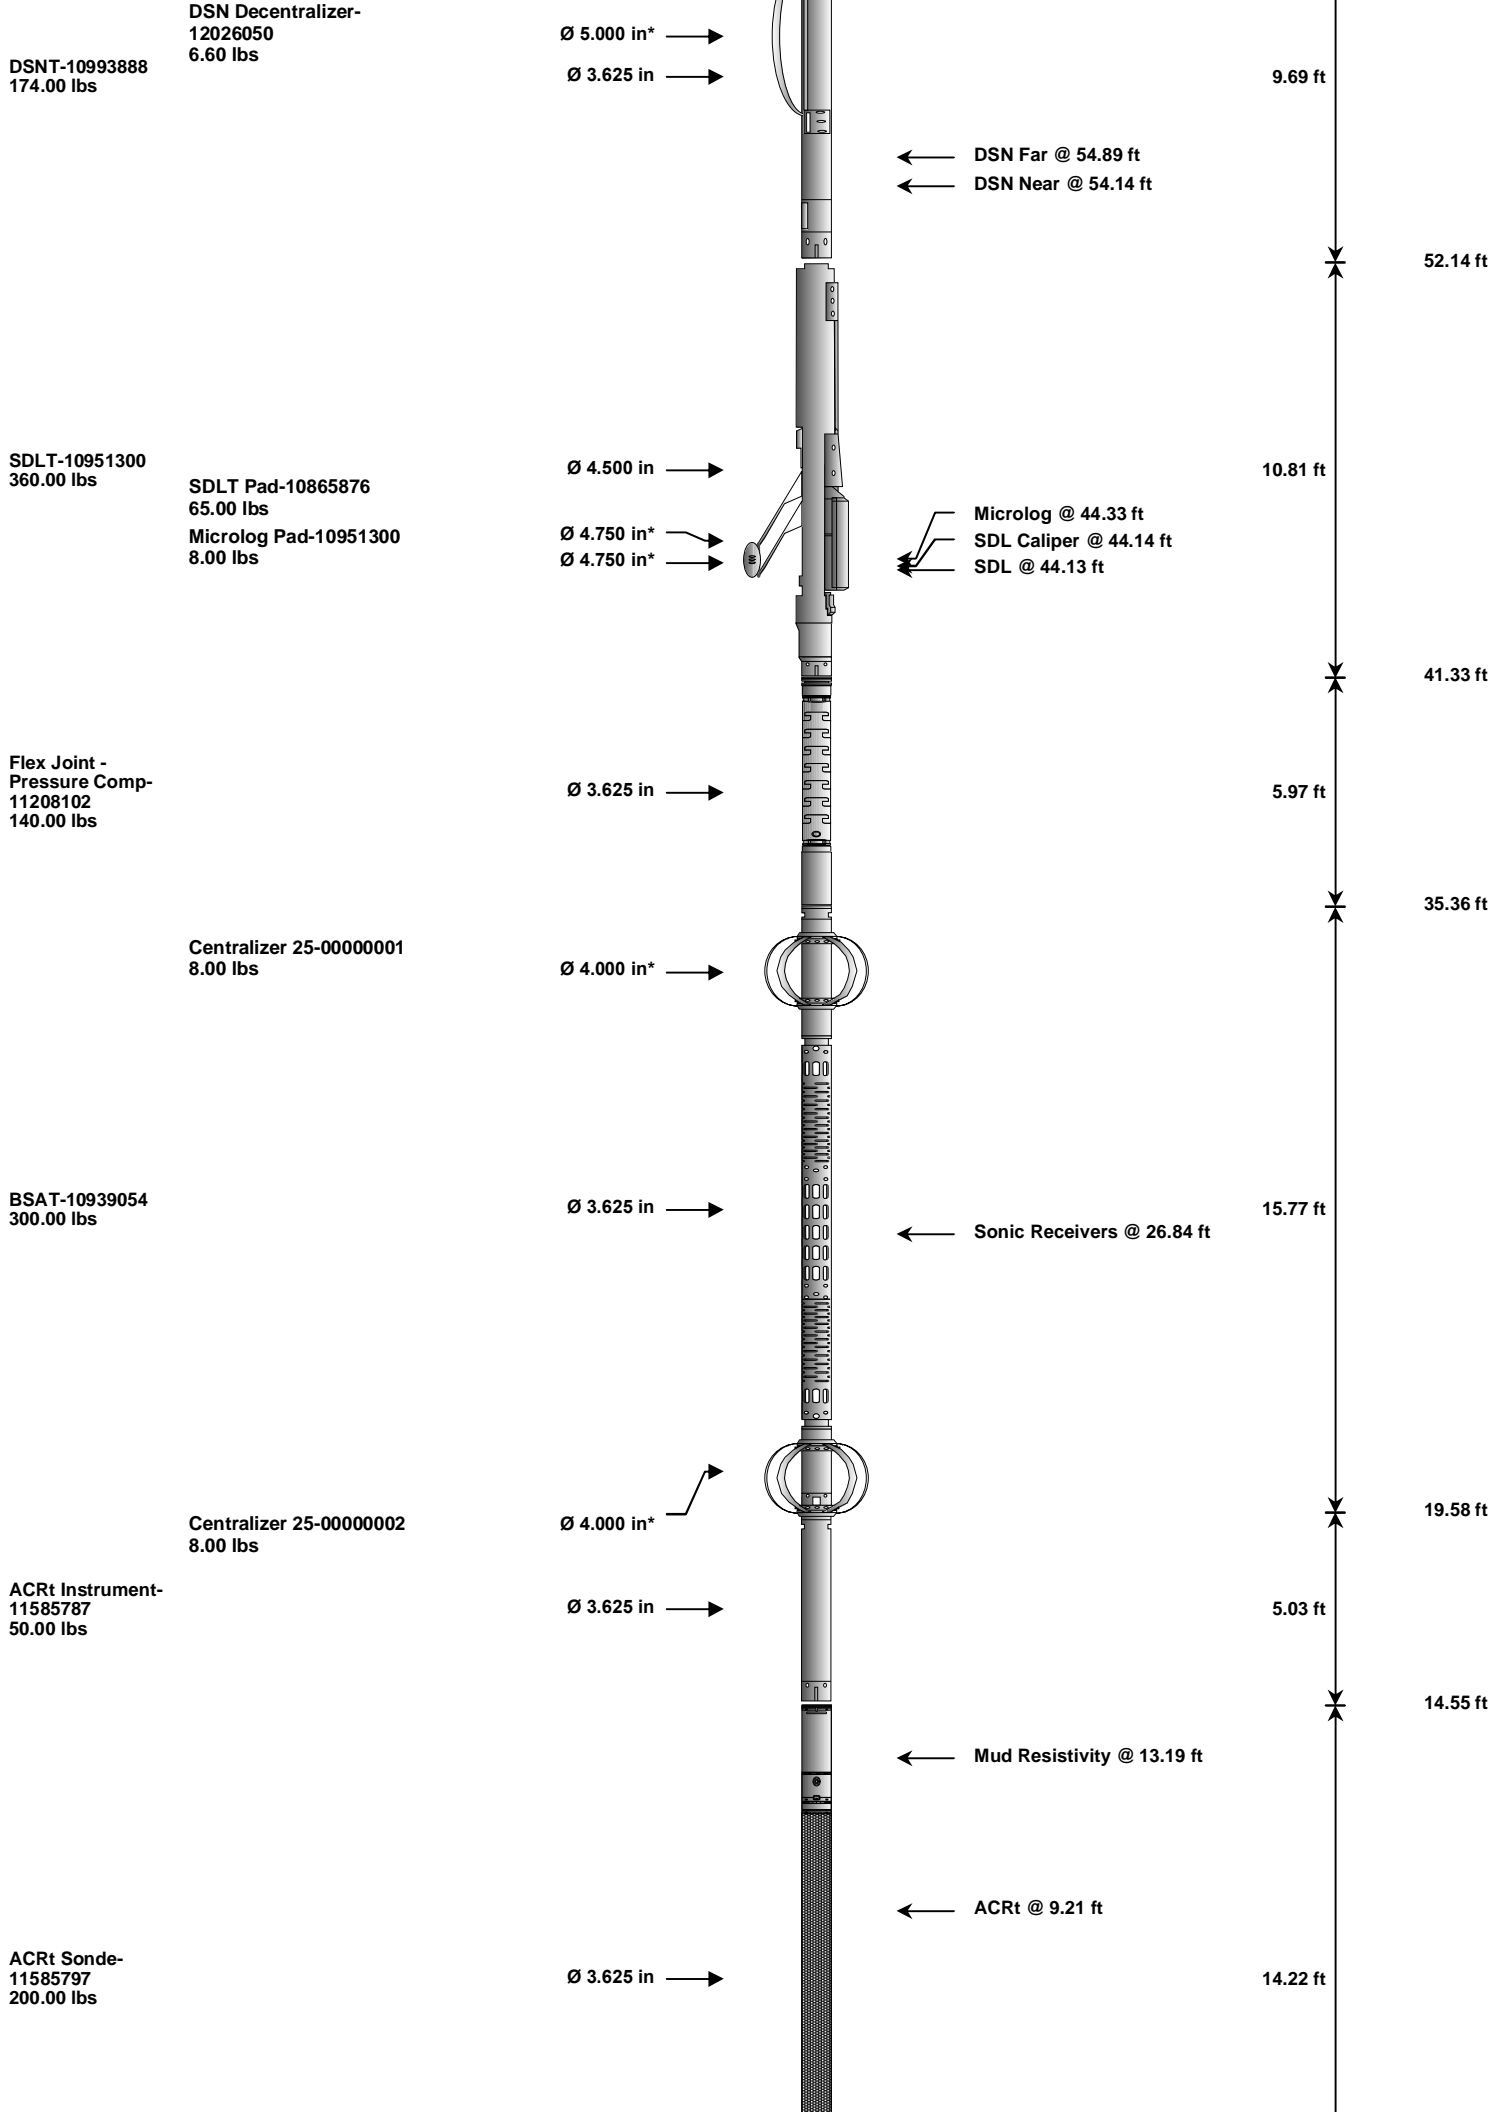 DSN Decentralizer-
12026050
6.60 lbs
Ø 5.000 in*
DSNT-10993888
174.00 lbs
Ø 3.625 in
9.69 ft
DSN Far @ 54.89 ft
DSN Near @ 54.14 ft
52.14 ft
SDLT-10951300
360.00 lbs
Ø 4.500 in
10.81 ft
SDLT Pad-10865876
65.00 lbs
Microlog Pad-10951300
8.00 lbs
Ø 4.750 in*
Ø 4.750 in*
Microlog @ 44.33 ft
SDL Caliper @ 44.14 ft
SDL @ 44.13 ft
41.33 ft
Flex Joint -
Pressure Comp-
11208102
140.00 lbs
Ø 3.625 in
5.97 ft
35.36 ft
Centralizer 25-00000001
8.00 lbs
Ø 4.000 in*
BSAT-10939054
300.00 lbs
Ø 3.625 in
15.77 ft
Sonic Receivers @ 26.84 ft
19.58 ft
Centralizer 25-00000002
8.00 lbs
Ø 4.000 in*
ACRt Instrument-
11585787
50.00 lbs
Ø 3.625 in
5.03 ft
14.55 ft
Mud Resistivity @ 13.19 ft
ACRt @ 9.21 ft
ACRt Sonde-
11585797
200.00 lbs
Ø 3.625 in
14.22 ft